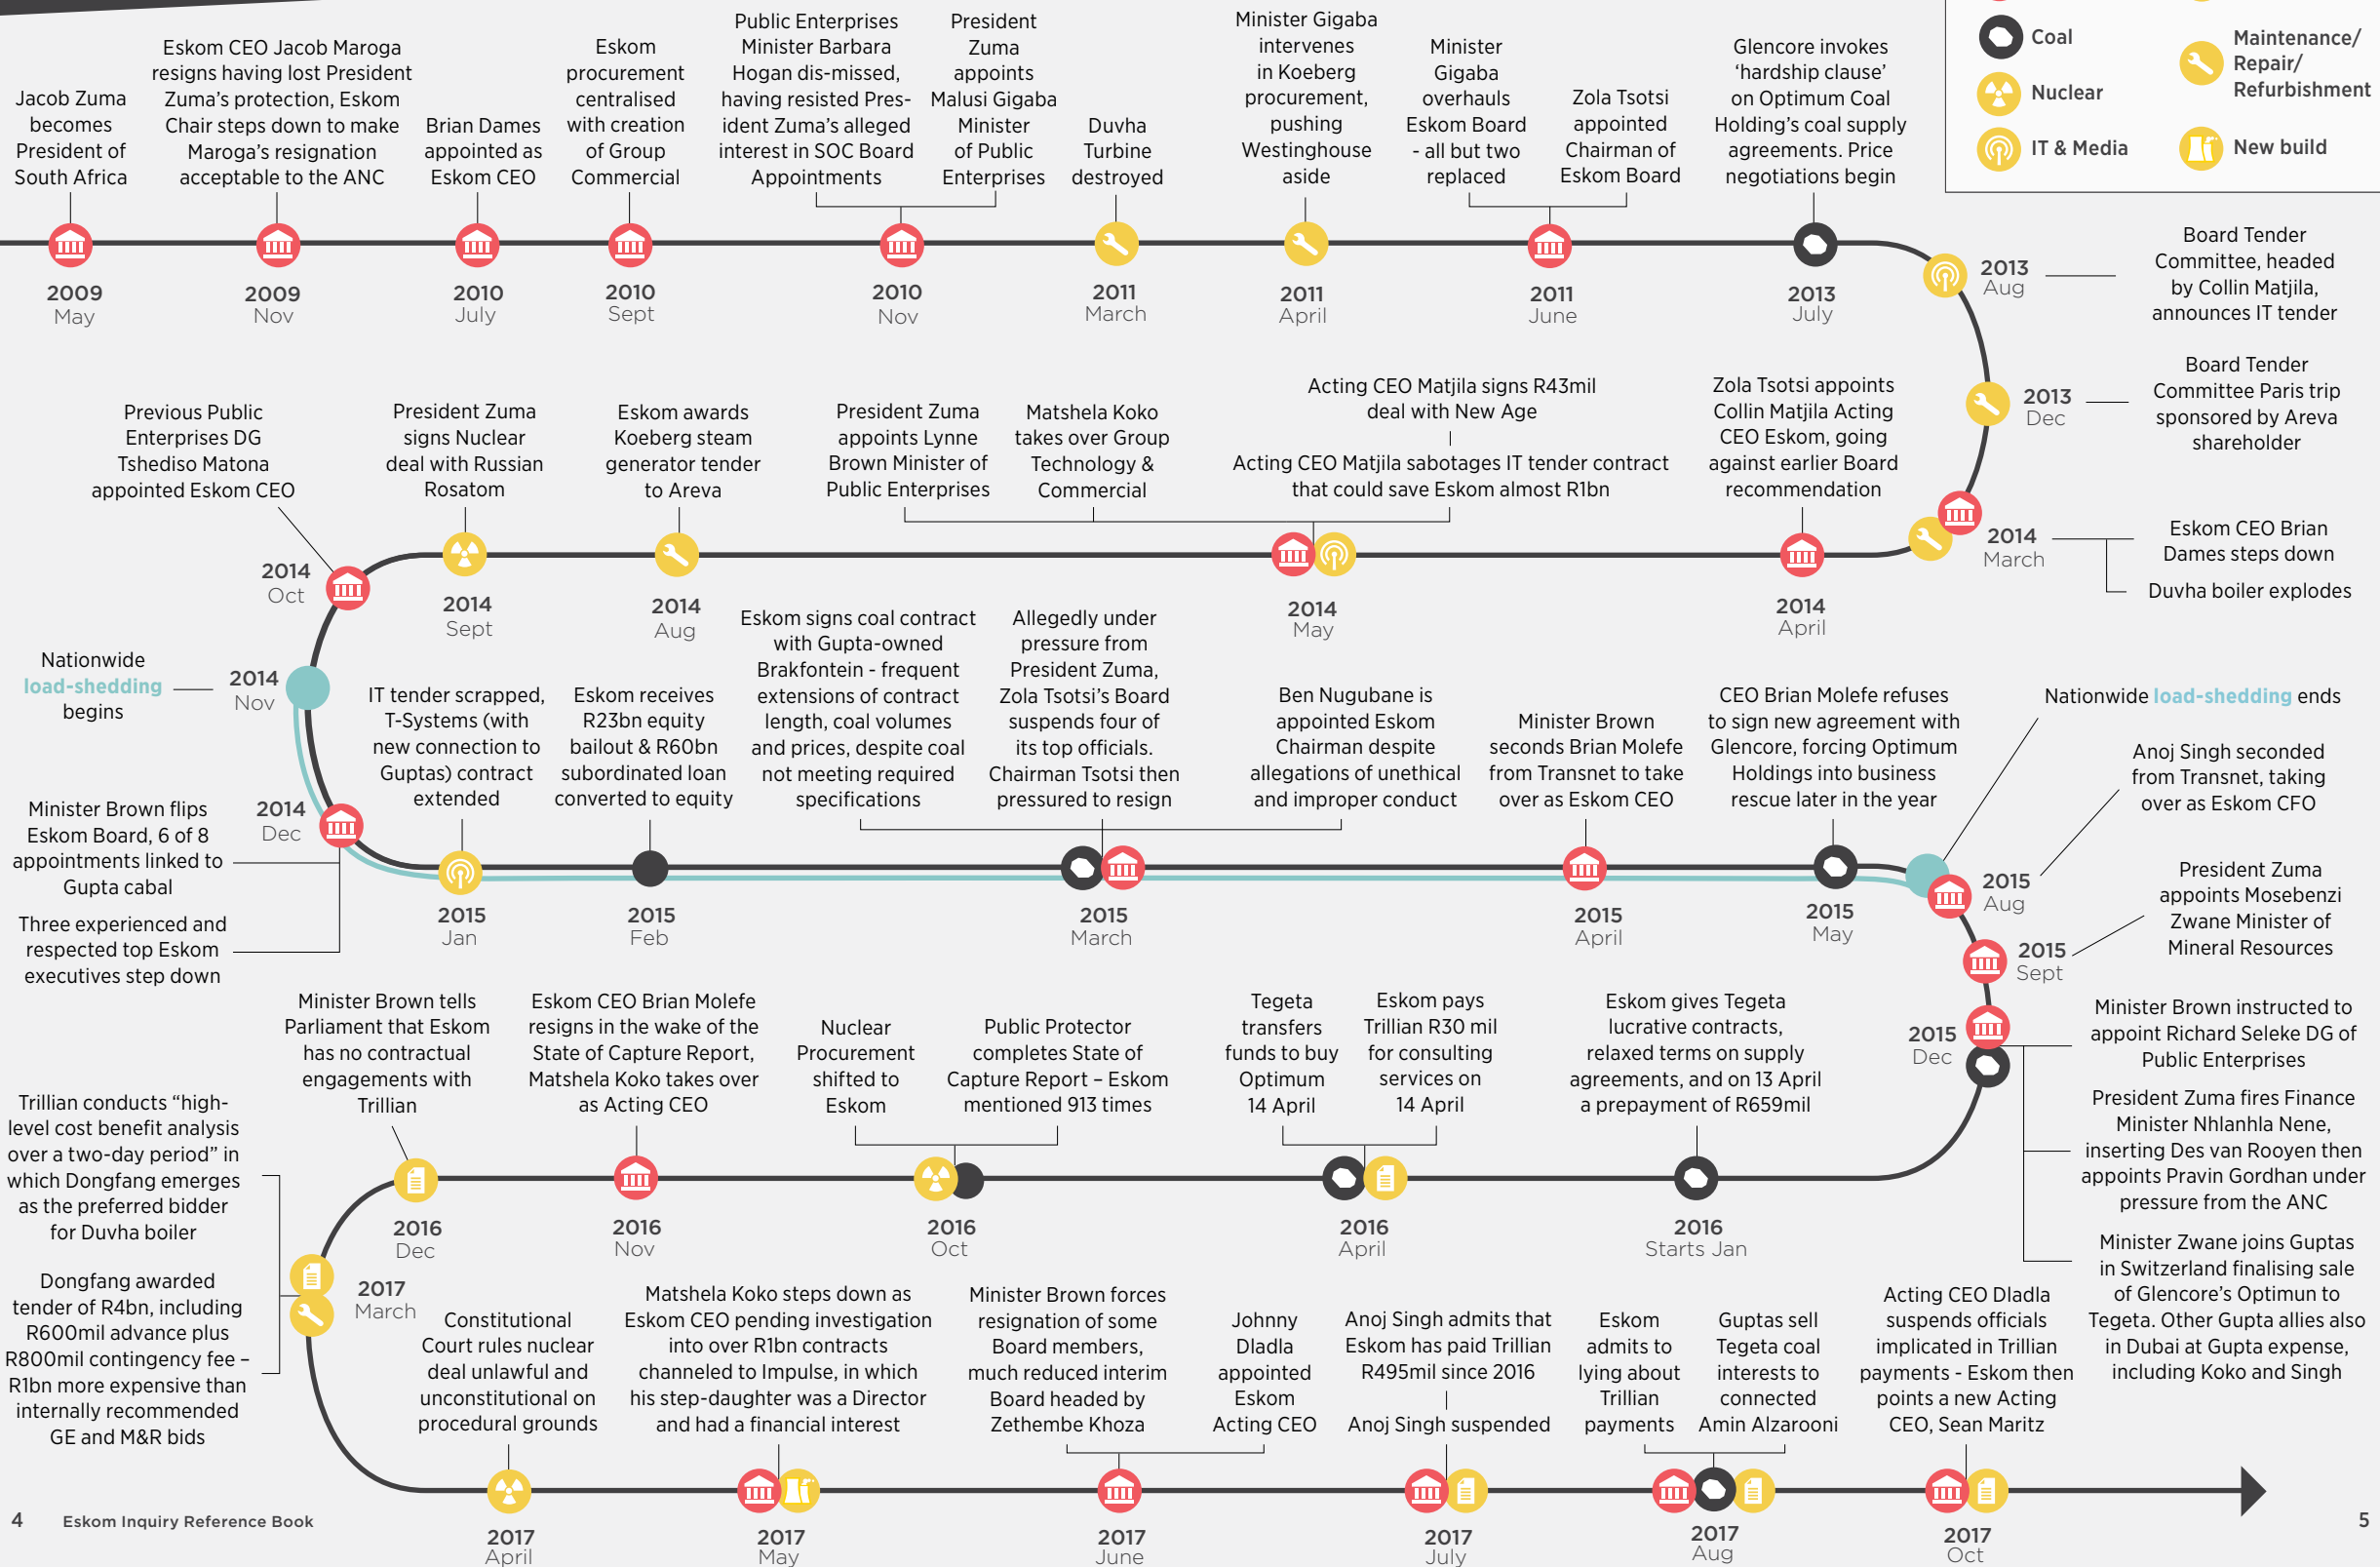 Coal
Maintenance/
Repair/
Refurbishment
Nuclear
IT & Media
New build
Jacob Zuma
becomes
President of
South Africa
2009
May
Eskom CEO Jacob Maroga
resigns having lost President
Zuma's protection, Eskom
Chair steps down to make
Maroga's resignation
acceptable to the ANC
2009
Nov
Brian Dames
appointed as
Eskom CEO
2010
July
Eskom
procurement
centralised
with creation
of Group
Commercial
2010
Sept
Public Enterprises
Minister Barbara
Hogan dis-missed,
having resisted Pres-
ident Zuma's alleged
interest in SOC Board
Appointments
President
Zuma
appoints
Malusi Gigaba
Minister
of Public
Enterprises
2010
Nov
Duvha
Turbine
destroyed
2011
March
Minister Gigaba
intervenes
in Koeberg
procurement,
pushing
Westinghouse
aside
2011
April
Minister
Gigaba
overhauls
Eskom Board
- all but two
replaced
Zola Tsotsi
appointed
Chairman of
Eskom Board
2011
June
Glencore invokes
‘hardship clause’
on Optimum Coal
Holding's coal supply
agreements. Price
negotiations begin
2013
July
2013
Aug
Board Tender
Committee, headed
by Collin Matjila,
announces IT tender
2013
Dec
Board Tender
Committee Paris trip
sponsored by Areva
shareholder
2014
March
Eskom CEO Brian
Dames steps down
Duvha boiler explodes
Zola Tsotsi appoints
Collin Matjila Acting
CEO Eskom, going
against earlier Board
recommendation
2014
April
Acting CEO Matjila signs R43mil
deal with New Age
Acting CEO Matjila sabotages IT tender contract
that could save Eskom almost R1bn
Matshela Koko
takes over Group
Technology &
Commercial
President Zuma
appoints Lynne
Brown Minister of
Public Enterprises
2014
May
Eskom awards
Koeberg steam
generator tender
to Areva
2014
Aug
President Zuma
signs Nuclear
deal with Russian
Rosatom
2014
Sept
Previous Public
Enterprises DG
Tshediso Matona
appointed Eskom CEO
2014
Oct
Nationwide
load-shedding
begins
2014
Nov
Minister Brown flips
Eskom Board, 6 of 8
appointments linked to
Gupta cabal
Three experienced and
respected top Eskom
executives step down
2014
Dec
IT tender scrapped,
T-Systems (with
new connection to
Guptas) contract
extended
2015
Jan
Eskom receives
R23bn equity
bailout & R60bn
subordinated loan
converted to equity
2015
Feb
Eskom signs coal contract
with Gupta-owned
Brakfontein - frequent
extensions of contract
length, coal volumes
and prices, despite coal
not meeting required
specifications
Allegedly under
pressure from
President Zuma,
Zola Tsotsi's Board
suspends four of
its top officials.
Chairman Tsotsi then
pressured to resign
Ben Nugubane is
appointed Eskom
Chairman despite
allegations of unethical
and improper conduct
2015
March
Minister Brown
seconds Brian Molefe
from Transnet to take
over as Eskom CEO
2015
April
CEO Brian Molefe refuses
to sign new agreement with
Glencore, forcing Optimum
Holdings into business
rescue later in the year
2015
May
Nationwide load-shedding ends
Anoj Singh seconded
from Transnet, taking
over as Eskom CFO
2015
Aug
President Zuma
appoints Mosebenzi
Zwane Minister of
Mineral Resources
2015
Sept
2015
Dec
Minister Brown instructed to
appoint Richard Seleke DG of
Public Enterprises
President Zuma fires Finance
Minister Nhlanhla Nene,
inserting Des van Rooyen then
appoints Pravin Gordhan under
pressure from the ANC
Minister Zwane joins Guptas
in Switzerland finalising sale
of Glencore's Optimun to
Tegeta. Other Gupta allies also
in Dubai at Gupta expense,
including Koko and Singh
Eskom gives Tegeta
lucrative contracts,
relaxed terms on supply
agreements, and on 13 April
a prepayment of R659mil
2016
Starts Jan
Tegeta
transfers
funds to buy
Optimum
14 April
Eskom pays
Trillian R30 mil
for consulting
services on
14 April
2016
April
Nuclear
Procurement
shifted to
Eskom
Public Protector
completes State of
Capture Report – Eskom
mentioned 913 times
2016
Oct
Eskom CEO Brian Molefe
resigns in the wake of the
State of Capture Report,
Matshela Koko takes over
as Acting CEO
2016
Nov
Minister Brown tells
Parliament that Eskom
has no contractual
engagements with
Trillian
2016
Dec
Trillian conducts “high-
level cost benefit analysis
over a two-day period” in
which Dongfang emerges
as the preferred bidder
for Duvha boiler
Dongfang awarded
tender of R4bn, including
R600mil advance plus
R800mil contingency fee –
R1bn more expensive than
internally recommended
GE and M&R bids
2017
March
Constitutional
Court rules nuclear
deal unlawful and
unconstitutional on
procedural grounds
2017
April
Matshela Koko steps down as
Eskom CEO pending investigation
into over R1bn contracts
channeled to Impulse, in which
his step-daughter was a Director
and had a financial interest
2017
May
Minister Brown forces
resignation of some
Board members,
much reduced interim
Board headed by
Zethembe Khoza
Johnny
Dladla
appointed
Eskom
Acting CEO
2017
June
Anoj Singh admits that
Eskom has paid Trillian
R495mil since 2016
Anoj Singh suspended
2017
July
Eskom
admits to
lying about
Trillian
payments
Guptas sell
Tegeta coal
interests to
connected
Amin Alzarooni
2017
Aug
Acting CEO Dladla
suspends officials
implicated in Trillian
payments - Eskom then
points a new Acting
CEO, Sean Maritz
2017
Oct
4 Eskom Inquiry Reference Book
5